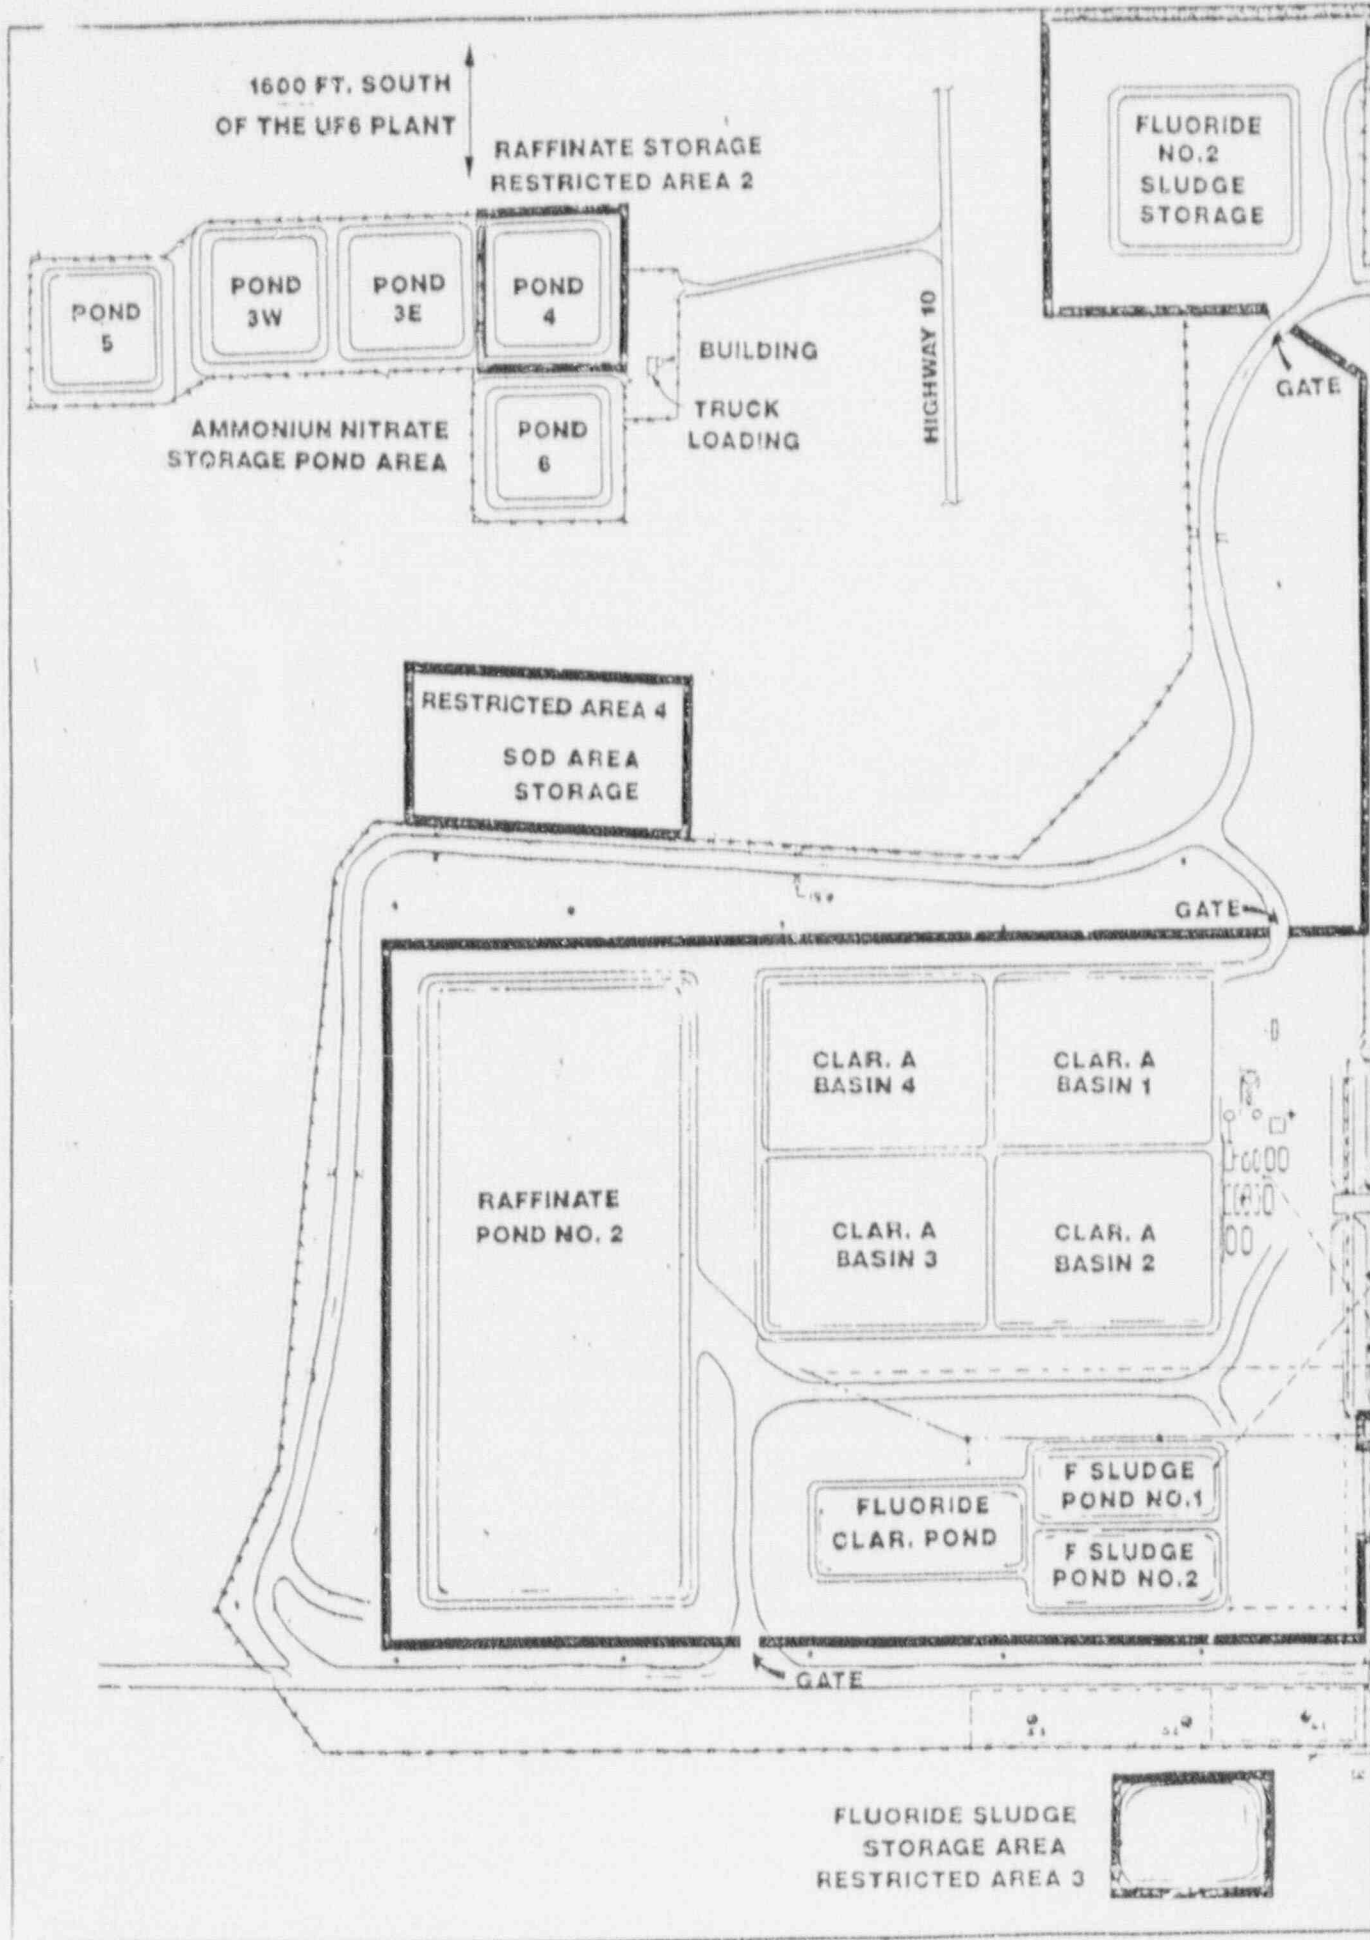 1600 FT. SOUTH
OF THE UF6 PLANT
RAFFINATE STORAGE
RESTRICTED AREA 2
FLUORIDE
NO.2
SLUDGE
STORAGE
POND
5
POND
3W
POND
3E
POND
4
BUILDING
TRUCK
LOADING
HIGHWAY 10
GATE
AMMONIUN NITRATE
STORAGE POND AREA
POND
6
RESTRICTED AREA 4
SOD AREA
STORAGE
GATE
CLAR. A
BASIN 4
CLAR. A
BASIN 1
RAFFINATE
POND NO. 2
CLAR. A
BASIN 3
CLAR. A
BASIN 2
FLUORIDE
CLAR. POND
F SLUDGE
POND NO.1
F SLUDGE
POND NO.2
GATE
FLUORIDE SLUDGE
STORAGE AREA
RESTRICTED AREA 3